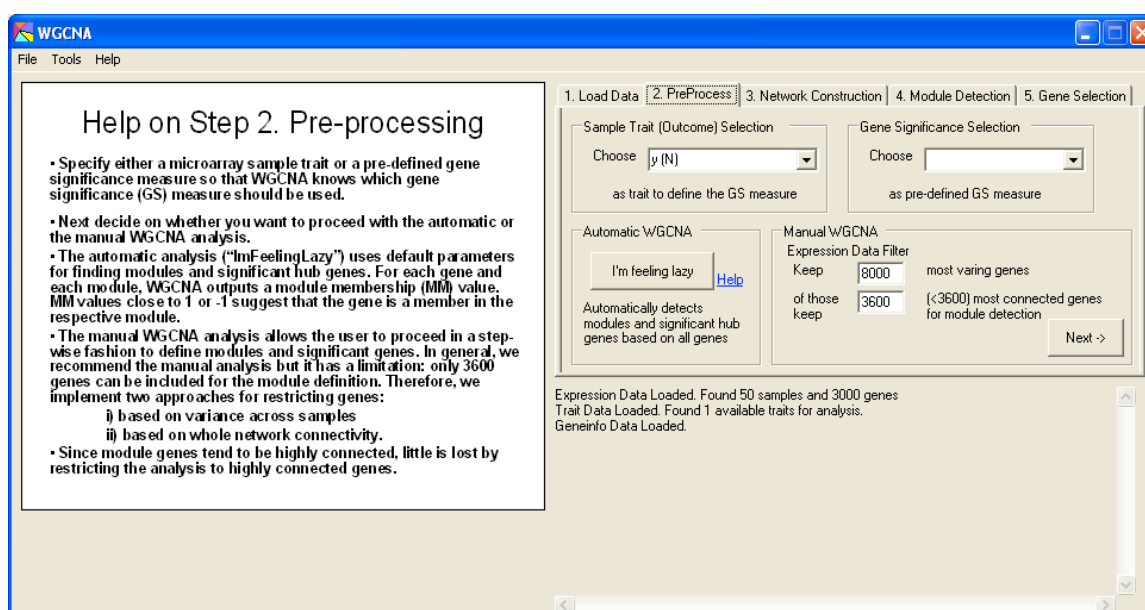 WGCNA
File Tools Help
Help on Step 2. Pre-processing
• Specify either a microarray sample trait or a pre-defined gene
significance measure so that WGCNA knows which gene
significance (GS) measure should be used.
• Next decide on whether you want to proceed with the automatic or
the manual WGCNA analysis.
• The automatic analysis (“ImFeelingLazy”) uses default parameters
for finding modules and significant hub genes. For each gene and
each module, WGCNA outputs a module membership (MM) value.
MM values close to 1 or -1 suggest that the gene is a member in the
respective module.
• The manual WGCNA analysis allows the user to proceed in a step-
wise fashion to define modules and significant genes. In general, we
recommend the manual analysis but it has a limitation: only 3600
genes can be included for the module definition. Therefore, we
implement two approaches for restricting genes:
i) based on variance across samples
ii) based on whole network connectivity.
• Since module genes tend to be highly connected, little is lost by
restricting the analysis to highly connected genes.
1. Load Data 2. PreProcess 3. Network Construction 4. Module Detection 5. Gene Selection
Sample Trait (Outcome) Selection
Choose y (N)
as trait to define the GS measure
Gene Significance Selection
Choose
as pre-defined GS measure
Automatic WGCNA
I'm feeling lazy
Help
Automatically detects
modules and significant hub
genes based on all genes
Manual WGCNA
Expression Data Filter
Keep 8000 most varing genes
of those
keep
3600
(<3600) most connected genes
for module detection
Next ->
Expression Data Loaded. Found 50 samples and 3000 genes
Trait Data Loaded. Found 1 available traits for analysis.
Geneinfo Data Loaded.